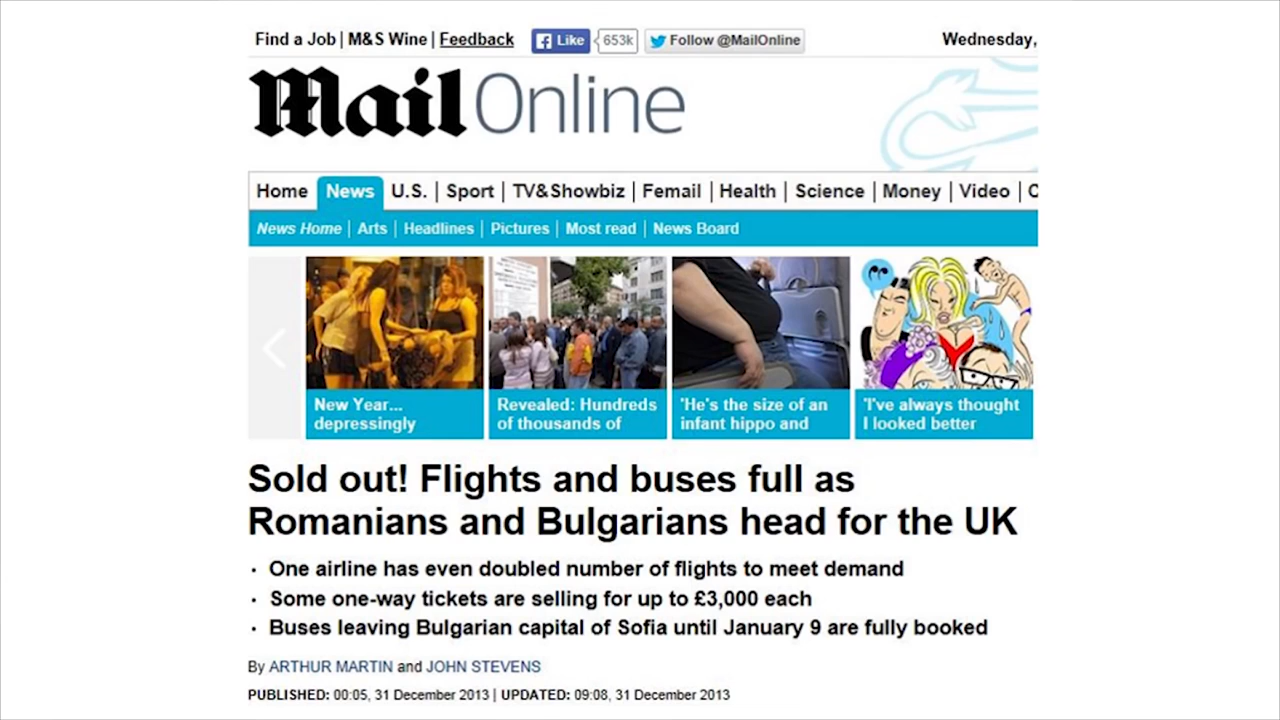 Find a Job | M&S Wine | Feedback Like 653k Follow @MailOnline Wednesday,
Mail Online
Home News U.S. | Sport | TV&Showbiz | Femail | Health | Science | Money | Video | C
News Home | Arts | Headlines | Pictures | Most read | News Board
New Year...
depressingly
Revealed: Hundreds
of thousands of
'He's the size of an
infant hippo and
'I've always thought
I looked better
Sold out! Flights and buses full as
Romanians and Bulgarians head for the UK
· One airline has even doubled number of flights to meet demand
· Some one-way tickets are selling for up to £3,000 each
· Buses leaving Bulgarian capital of Sofia until January 9 are fully booked
By ARTHUR MARTIN and JOHN STEVENS
PUBLISHED: 00:05, 31 December 2013 | UPDATED: 09:08, 31 December 2013